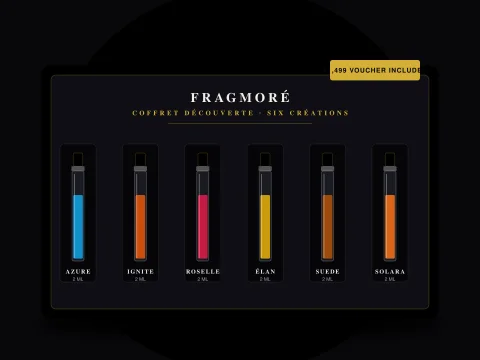 ,499 VOUCHER INCLUDE
FRAGMORÉ
COFFRET DÉCOUVERTE · SIX CRÉATIONS
AZURE
2 ML
IGNITE
2 ML
ROSELLE
2 ML
ÉLAN
2 ML
SUEDE
2 ML
SOLARA
2 ML